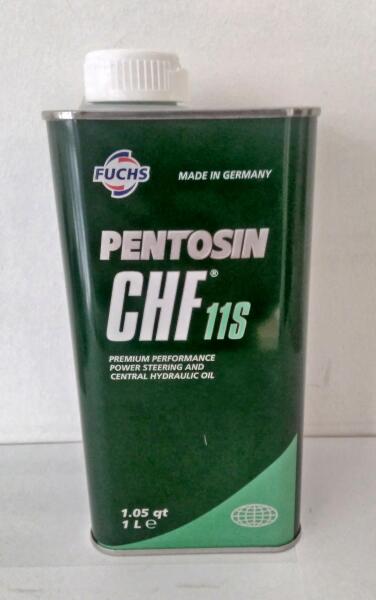 FUCHS
MADE IN GERMANY
PENTOSIN
CHF® 11S
PREMIUM PERFORMANCE
POWER STEERING AND
CENTRAL HYDRAULIC OIL
1.05 qt
1 L ℮